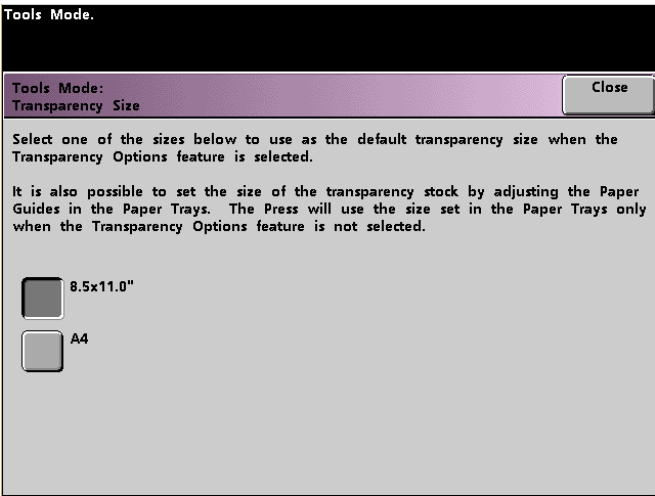 Tools Mode.
Tools Mode:
Transparency Size
Close
Select one of the sizes below to use as the default transparency size when the
Transparency Options feature is selected.
It is also possible to set the size of the transparency stock by adjusting the Paper
Guides in the Paper Trays. The Press will use the size set in the Paper Trays only
when the Transparency Options feature is not selected.
8.5x11.0"
A4